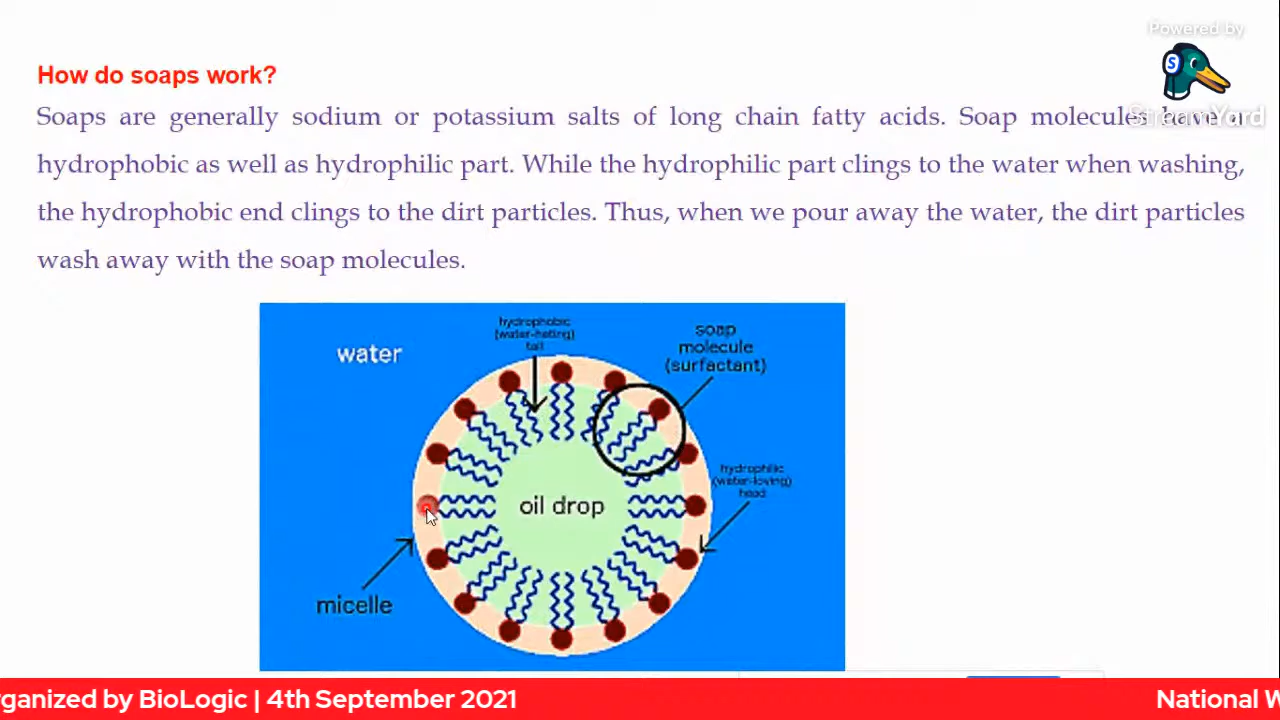 Powered by
StreamYard
How do soaps work?
Soaps are generally sodium or potassium salts of long chain fatty acids. Soap molecules have a
hydrophobic as well as hydrophilic part. While the hydrophilic part clings to the water when washing,
the hydrophobic end clings to the dirt particles. Thus, when we pour away the water, the dirt particles
wash away with the soap molecules.
hydrophobic
(water-hating)
tail
soap
molecule
(surfactant)
water
hydrophilic
(water-loving)
head
oil drop
micelle
rganized by BioLogic | 4th September 2021
National W